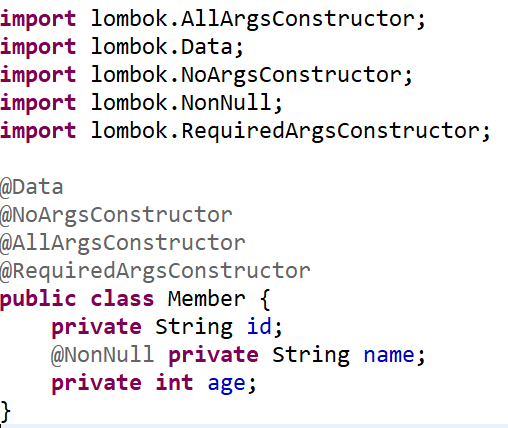 import lombok.AllArgsConstructor;
import lombok.Data;
import lombok.NoArgsConstructor;
import lombok.NonNull;
import lombok.RequiredArgsConstructor;

@Data
@NoArgsConstructor
@AllArgsConstructor
@RequiredArgsConstructor
public class Member {
    private String id;
    @NonNull private String name;
    private int age;
}